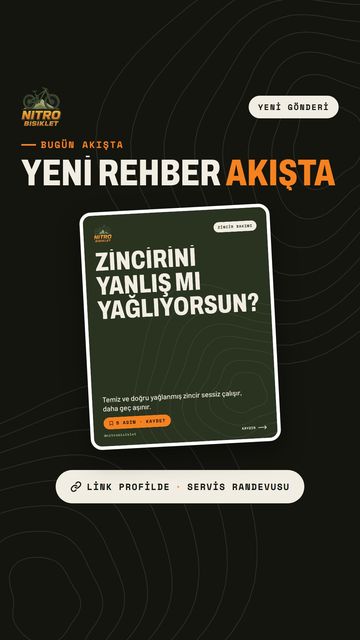 NITRO
BISIKLET
YENİ GÖNDERİ
BUGÜN AKIŞTA
YENİ REHBER AKIŞTA
NITRO
BISIKLET
ZİNCİR BAKIMI
ZİNCİRİNİ
YANLIŞ MI
YAĞLIYORSUN?
Temiz ve doğru yağlanmış zincir sessiz çalışır,
daha geç aşınır.
5 ADIM · KAYDET
@nitrobisiklet
KAYDIR
LİNK PROFİLDE · SERVİS RANDEVUSU